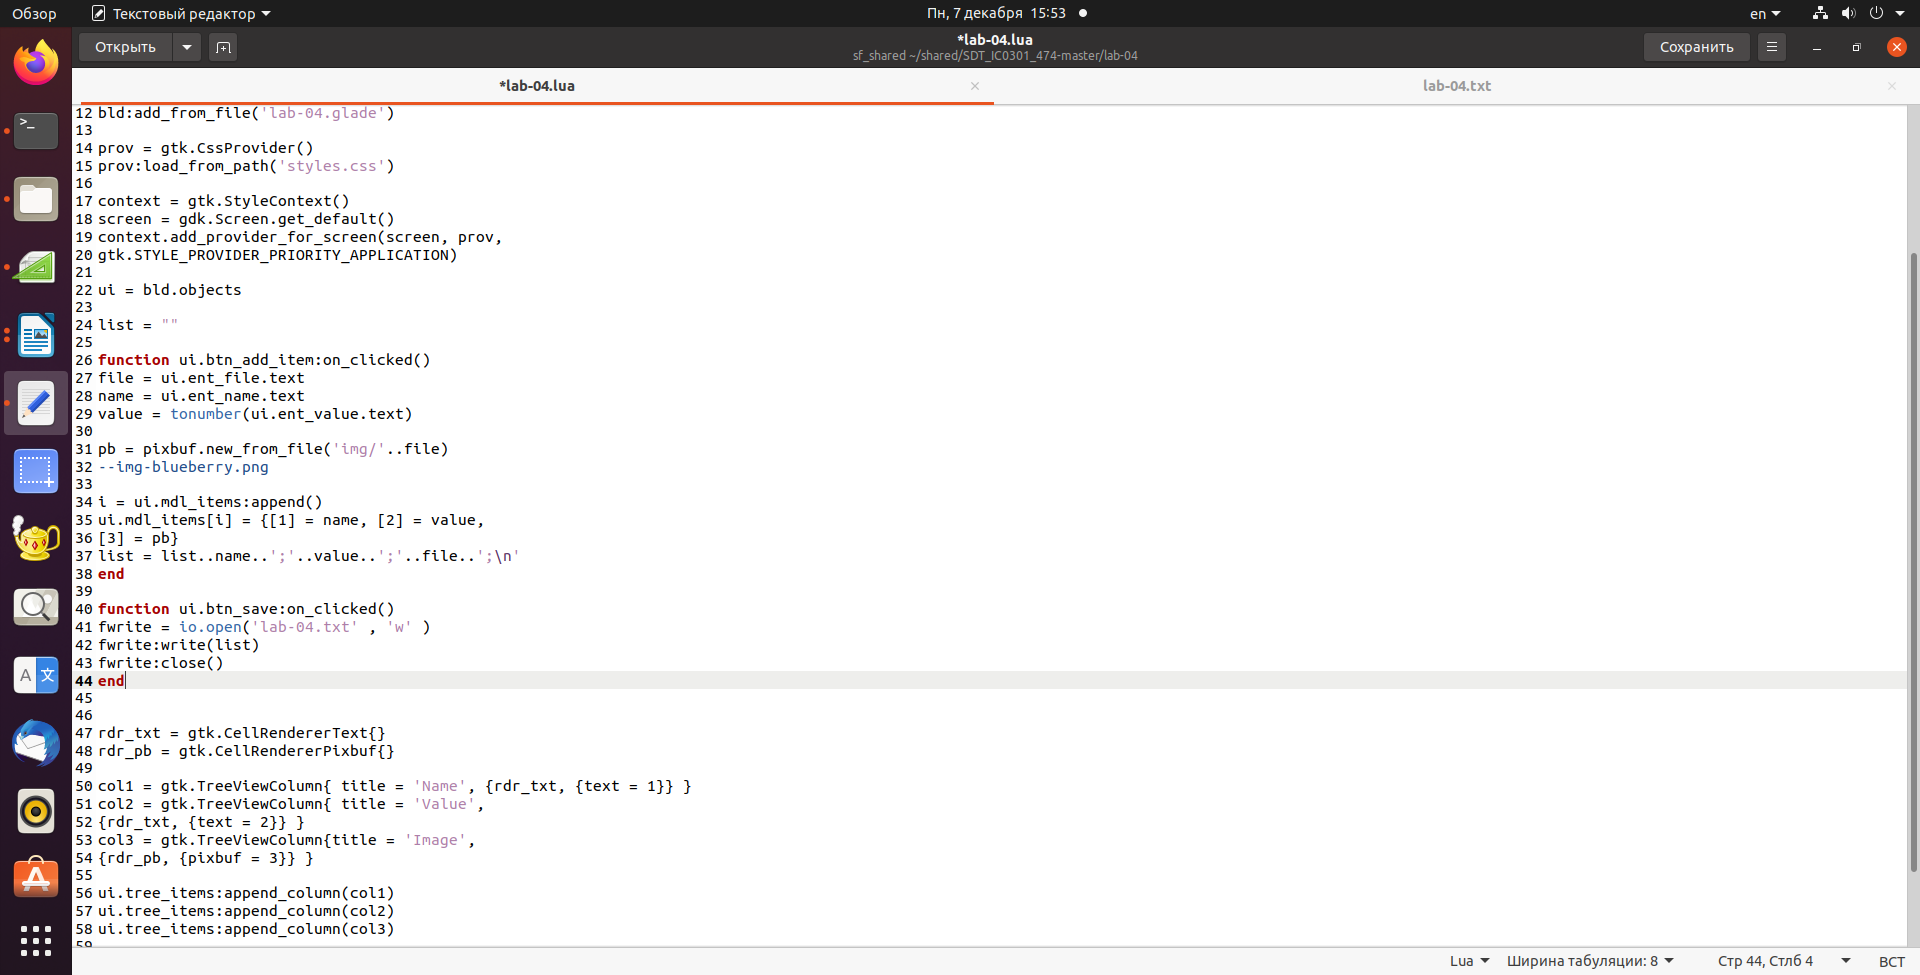 Обзор
Текстовый редактор
Пн, 7 декабря 15:53
en
Открыть
*lab-04.lua
sf_shared ~/shared/SDT_IC0301_474-master/lab-04
Сохранить
*lab-04.lua
lab-04.txt
12 bld:add_from_file('lab-04.glade')
13
14 prov = gtk.CssProvider()
15 prov:load_from_path('styles.css')
16
17 context = gtk.StyleContext()
18 screen = gdk.Screen.get_default()
19 context.add_provider_for_screen(screen, prov,
20 gtk.STYLE_PROVIDER_PRIORITY_APPLICATION)
21
22 ui = bld.objects
23
24 list = ""
25
26 function ui.btn_add_item:on_clicked()
27 file = ui.ent_file.text
28 name = ui.ent_name.text
29 value = tonumber(ui.ent_value.text)
30
31 pb = pixbuf.new_from_file('img/'..file)
32 --img-blueberry.png
33
34 i = ui.mdl_items:append()
35 ui.mdl_items[i] = {[1] = name, [2] = value,
36 [3] = pb}
37 list = list..name..';'..value..';'..file..';\n'
38 end
39
40 function ui.btn_save:on_clicked()
41 fwrite = io.open('lab-04.txt' , 'w' )
42 fwrite:write(list)
43 fwrite:close()
44 end
45
46
47 rdr_txt = gtk.CellRendererText{}
48 rdr_pb = gtk.CellRendererPixbuf{}
49
50 col1 = gtk.TreeViewColumn{ title = 'Name', {rdr_txt, {text = 1}} }
51 col2 = gtk.TreeViewColumn{ title = 'Value',
52 {rdr_txt, {text = 2}} }
53 col3 = gtk.TreeViewColumn{title = 'Image',
54 {rdr_pb, {pixbuf = 3}} }
55
56 ui.tree_items:append_column(col1)
57 ui.tree_items:append_column(col2)
58 ui.tree_items:append_column(col3)
59
Lua
Ширина табуляции: 8
Стр 44, Стлб 4
ВСТ